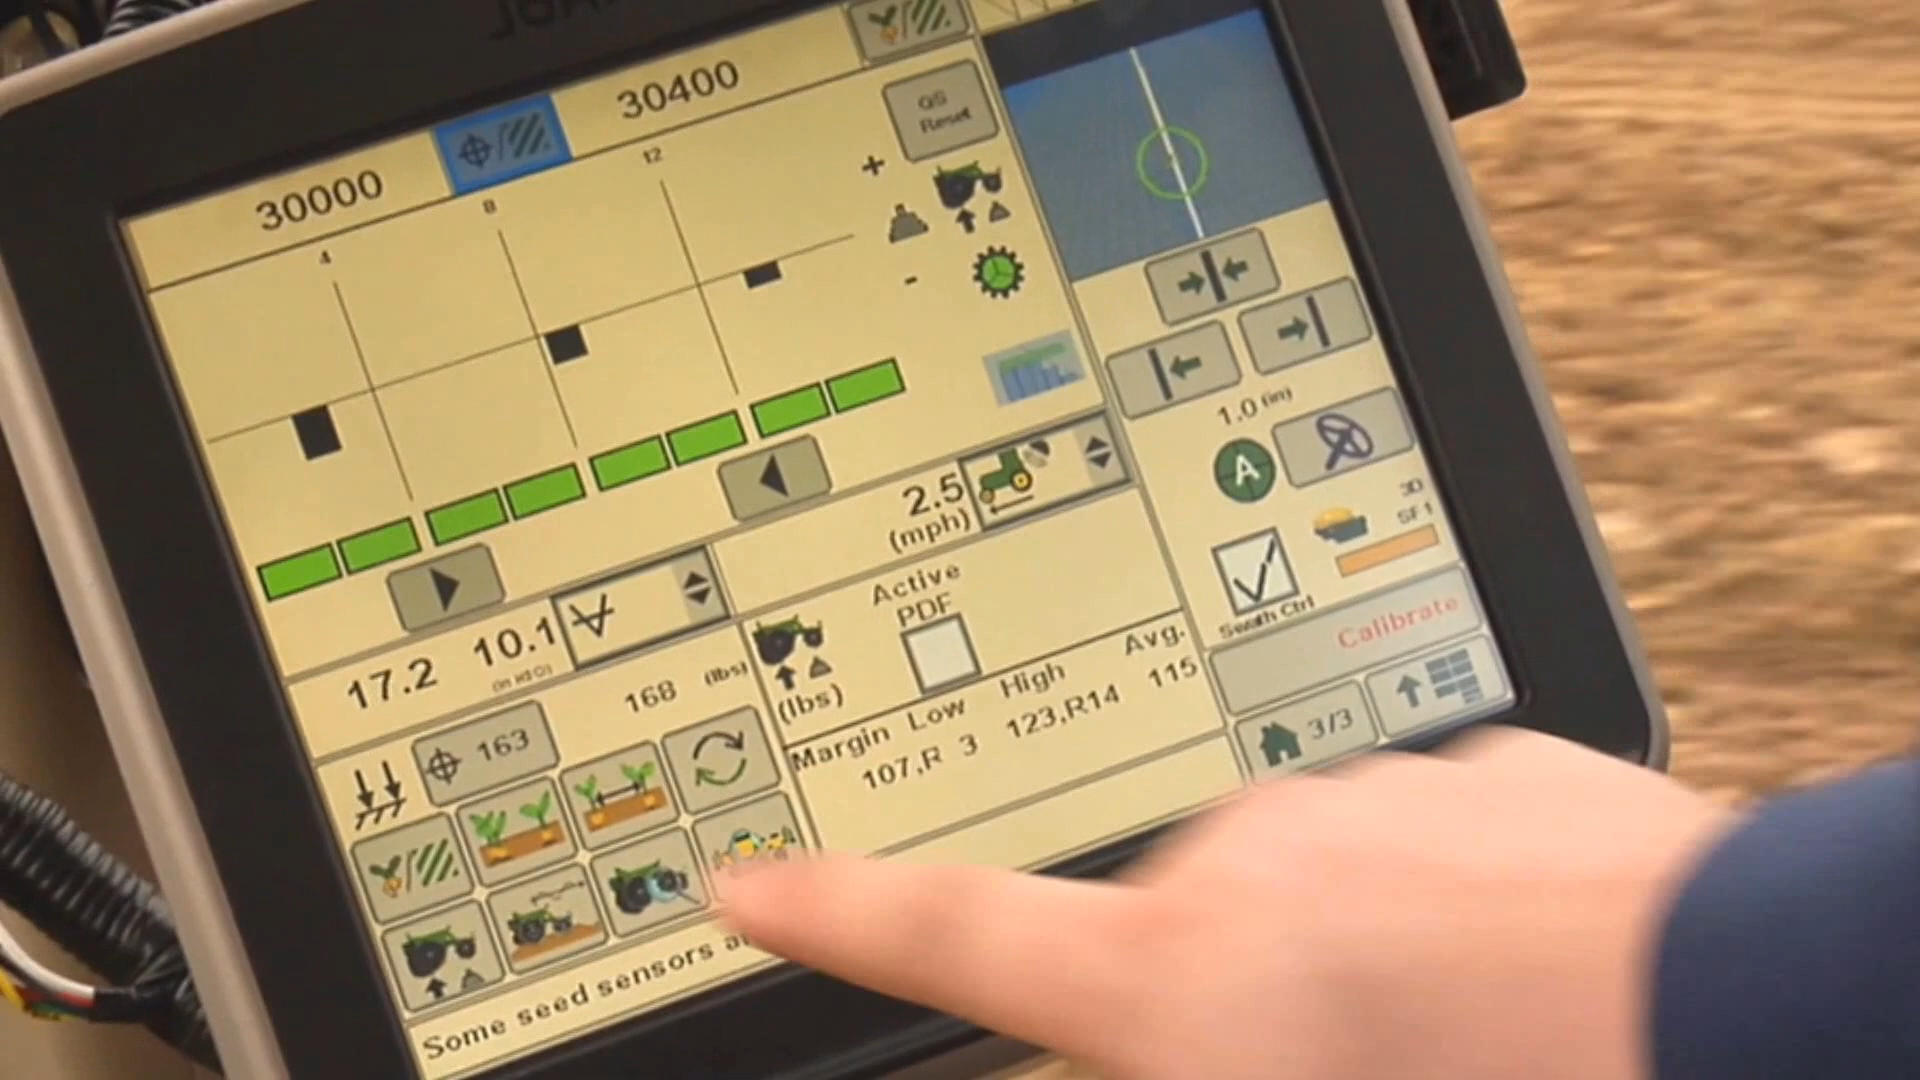 30000
30400
4
8
12
+
-
QS
Reset
1.0 (in)
A
3D
SF1
Swath Ctrl
Calibrate
3/3
2.5
(mph)
17.2
10.1
(in H2O)
168 (lbs)
163
Active
PDF
(lbs)
Margin Low High Avg.
107,R 3 123,R14 115
Some seed sensors